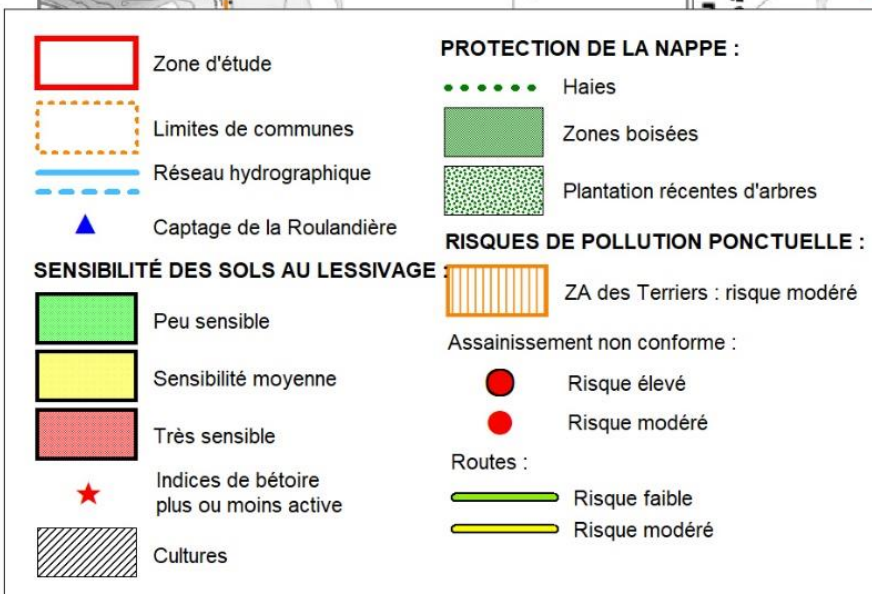 Zone d'étude
Limites de communes
Réseau hydrographique
Captage de la Roulandière
SENSIBILITÉ DES SOLS AU LESSIVAGE :
Peu sensible
Sensibilité moyenne
Très sensible
Indices de bétoire
plus ou moins active
Cultures
PROTECTION DE LA NAPPE :
Haies
Zones boisées
Plantation récentes d'arbres
RISQUES DE POLLUTION PONCTUELLE :
ZA des Terriers : risque modéré
Assainissement non conforme :
Risque élevé
Risque modéré
Routes :
Risque faible
Risque modéré